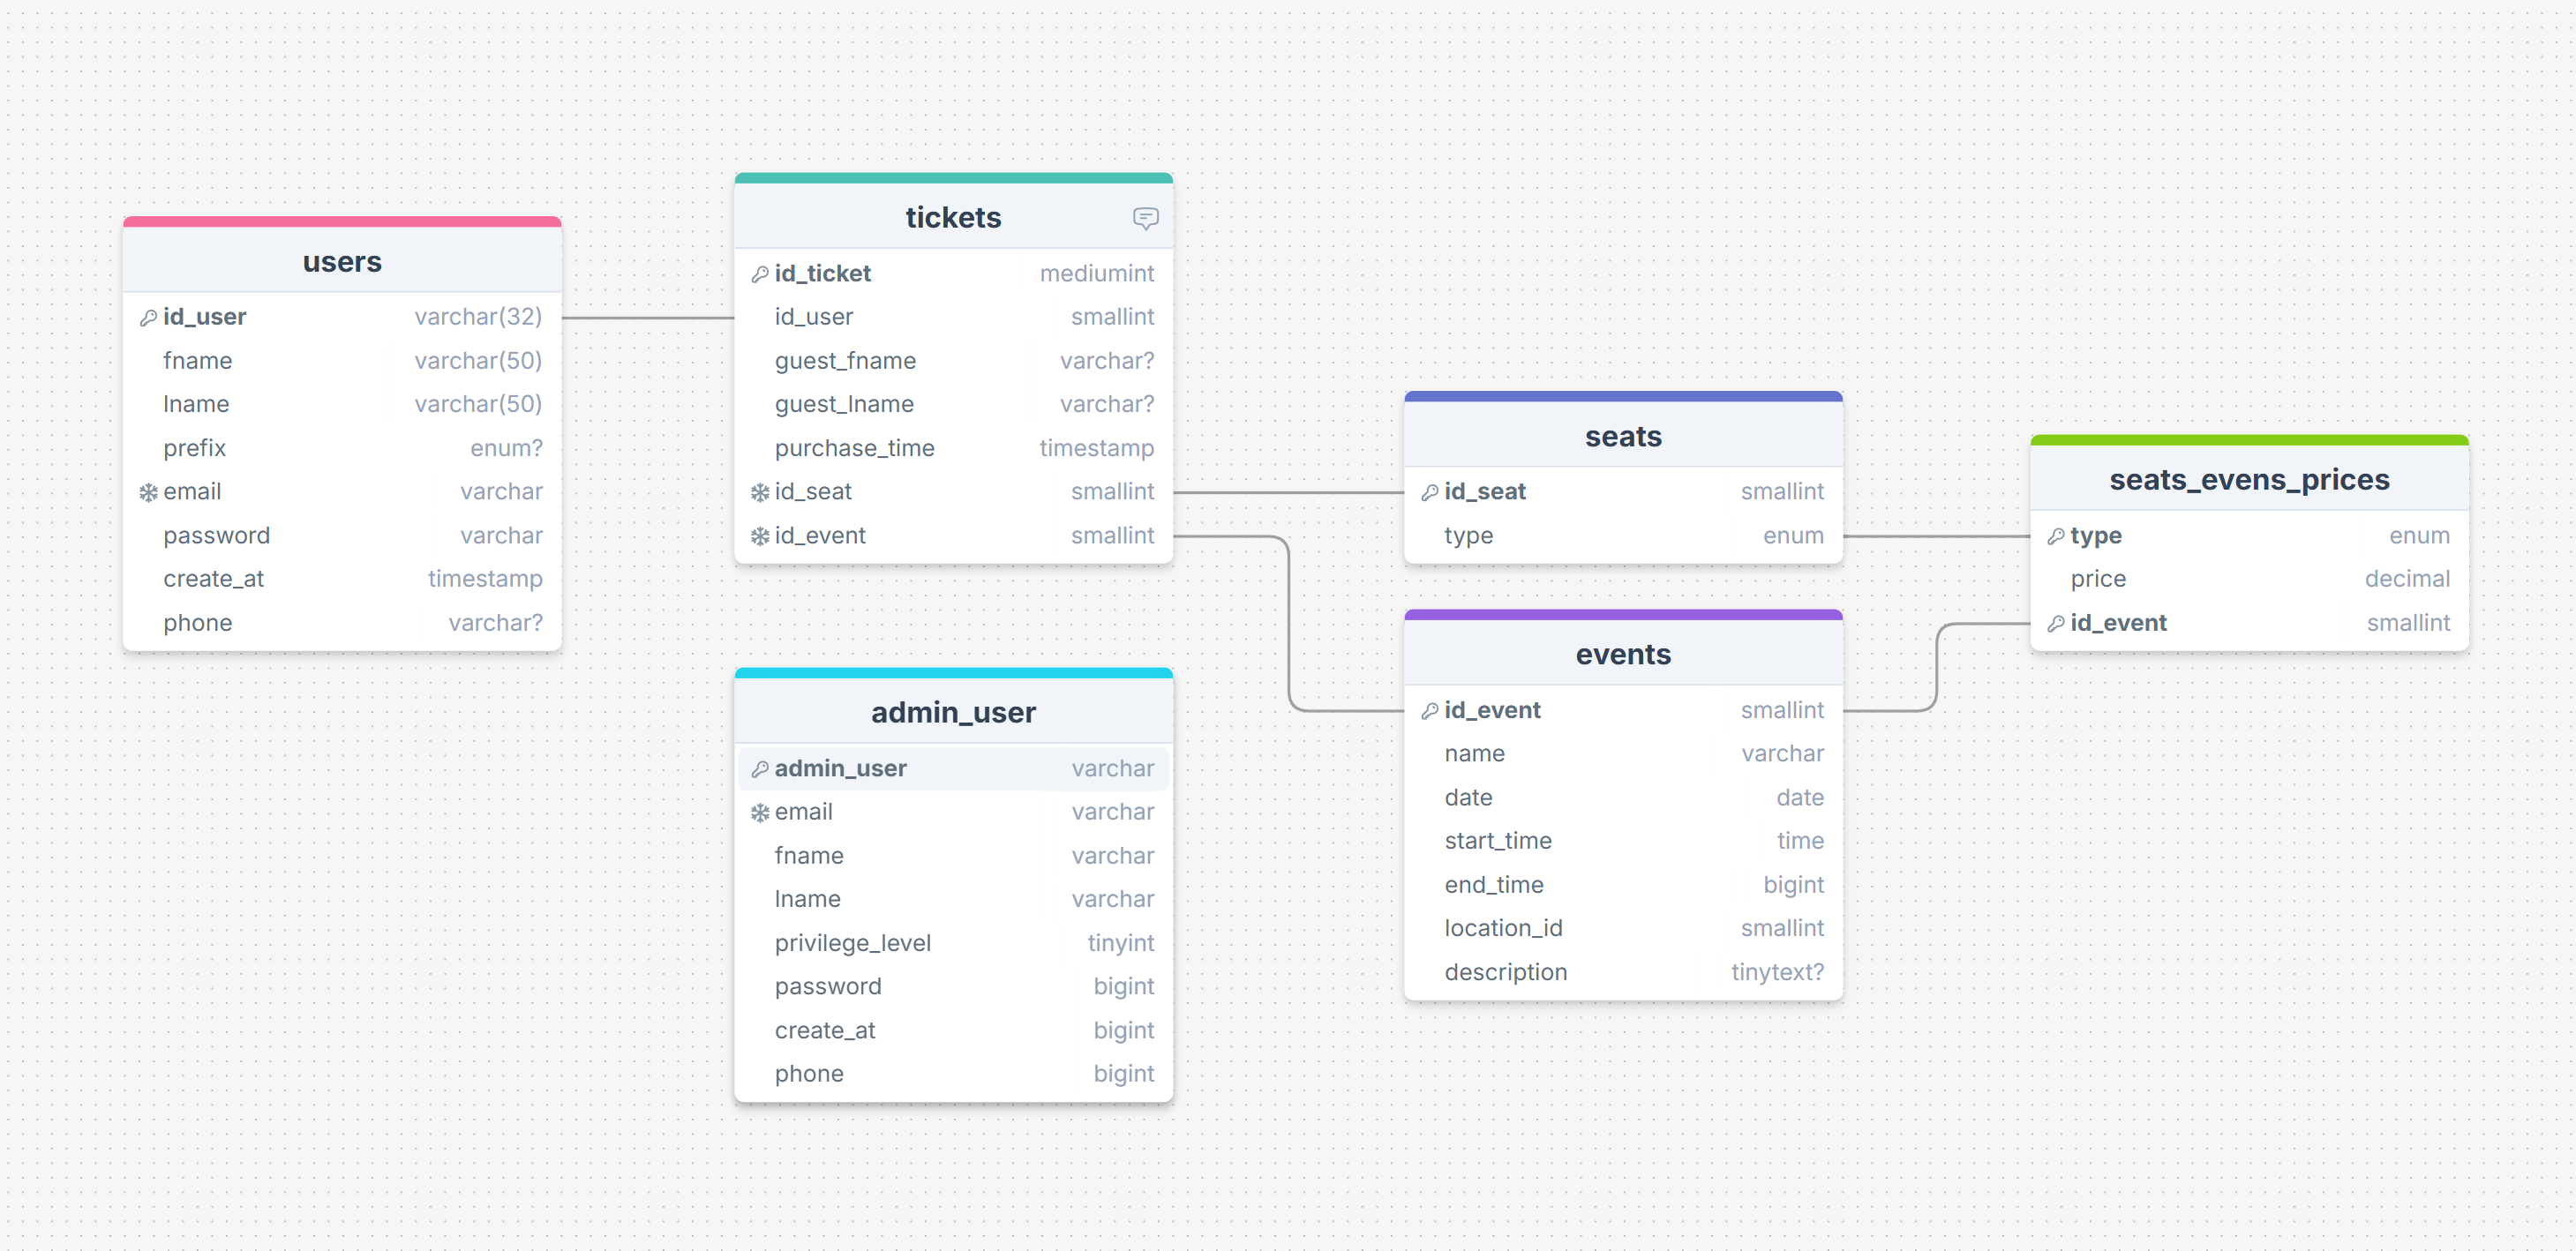 users
id_user varchar(32)
fname varchar(50)
lname varchar(50)
prefix enum?
email varchar
password varchar
create_at timestamp
phone varchar?
tickets
id_ticket mediumint
id_user smallint
guest_fname varchar?
guest_lname varchar?
purchase_time timestamp
id_seat smallint
id_event smallint
admin_user
admin_user varchar
email varchar
fname varchar
lname varchar
privilege_level tinyint
password bigint
create_at bigint
phone bigint
seats
id_seat smallint
type enum
events
id_event smallint
name varchar
date date
start_time time
end_time bigint
location_id smallint
description tinytext?
seats_evens_prices
type enum
price decimal
id_event smallint